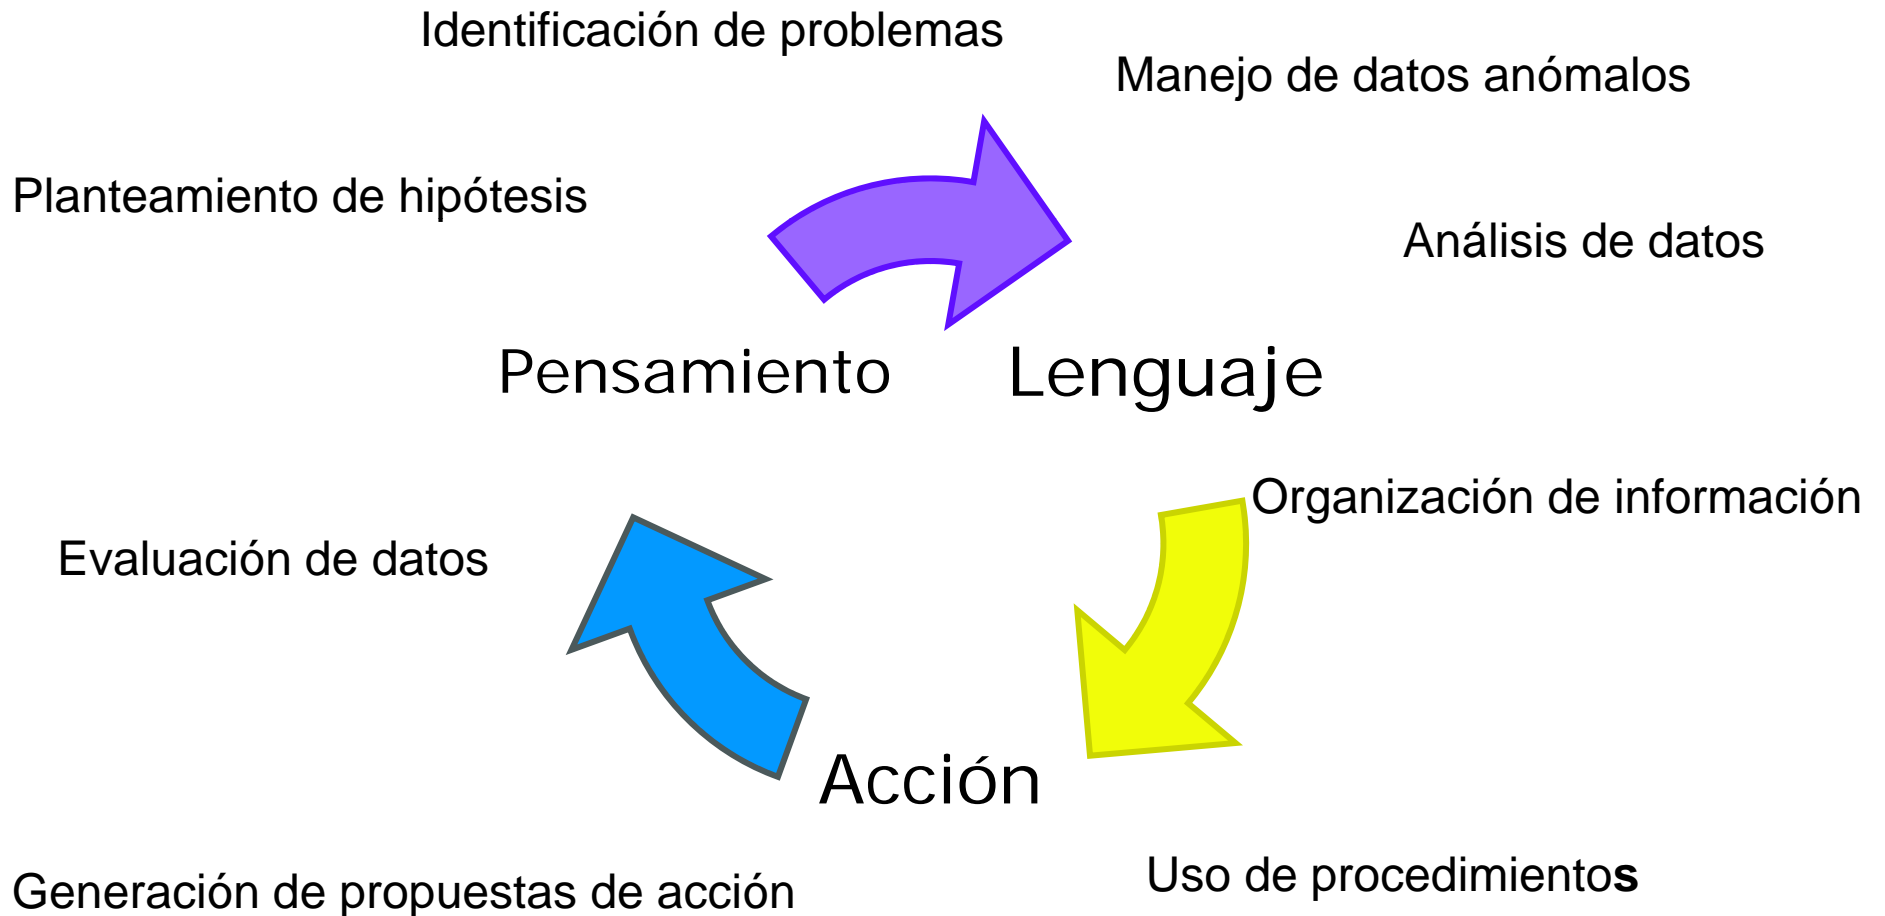 Identificación de problemas
Manejo de datos anómalos
Planteamiento de hipótesis
Análisis de datos
Pensamiento
Lenguaje
Organización de información
Evaluación de datos
Acción
Uso de procedimientos
Generación de propuestas de acción